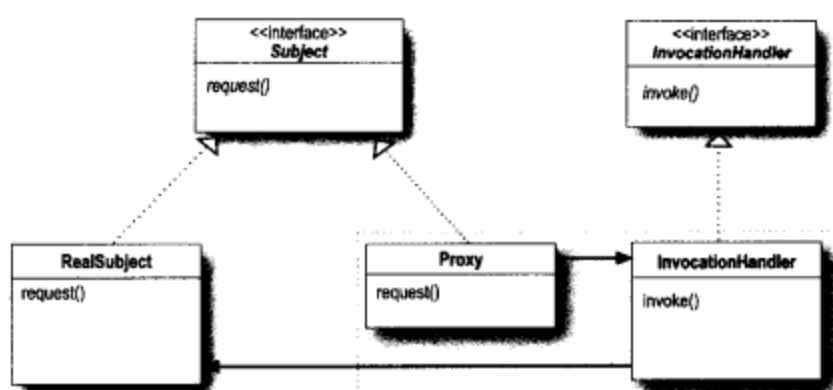 <<interface>>
Subject
request()
<<interface>>
InvocationHandler
invoke()
RealSubject
request()
Proxy
request()
InvocationHandler
invoke()